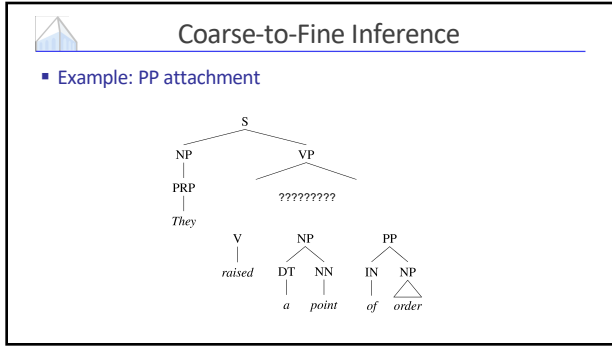 Coarse-to-Fine Inference
▪ Example: PP attachment
S
NP VP
PRP
?????????
They
V NP PP
raised DT NN IN NP
a point of order